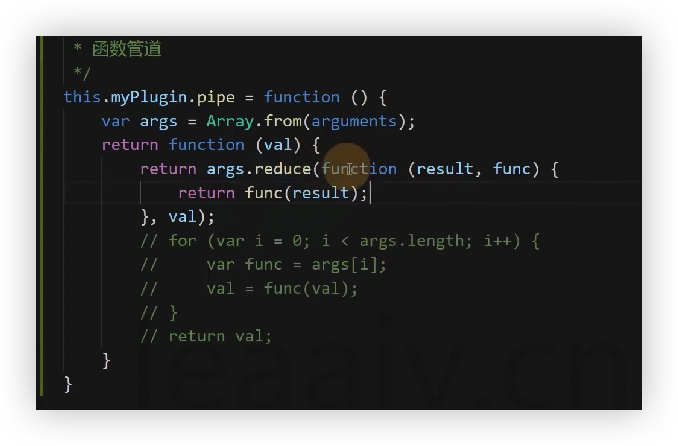 * 函数管道
*/
this.myPlugin.pipe = function () {
var args = Array.from(arguments);
return function (val) {
return args.reduce(function (result, func) {
return func(result);
}, val);
// for (var i = 0; i < args.length; i++) {
//     var func = args[i];
//     val = func(val);
// }
// return val;
}
}